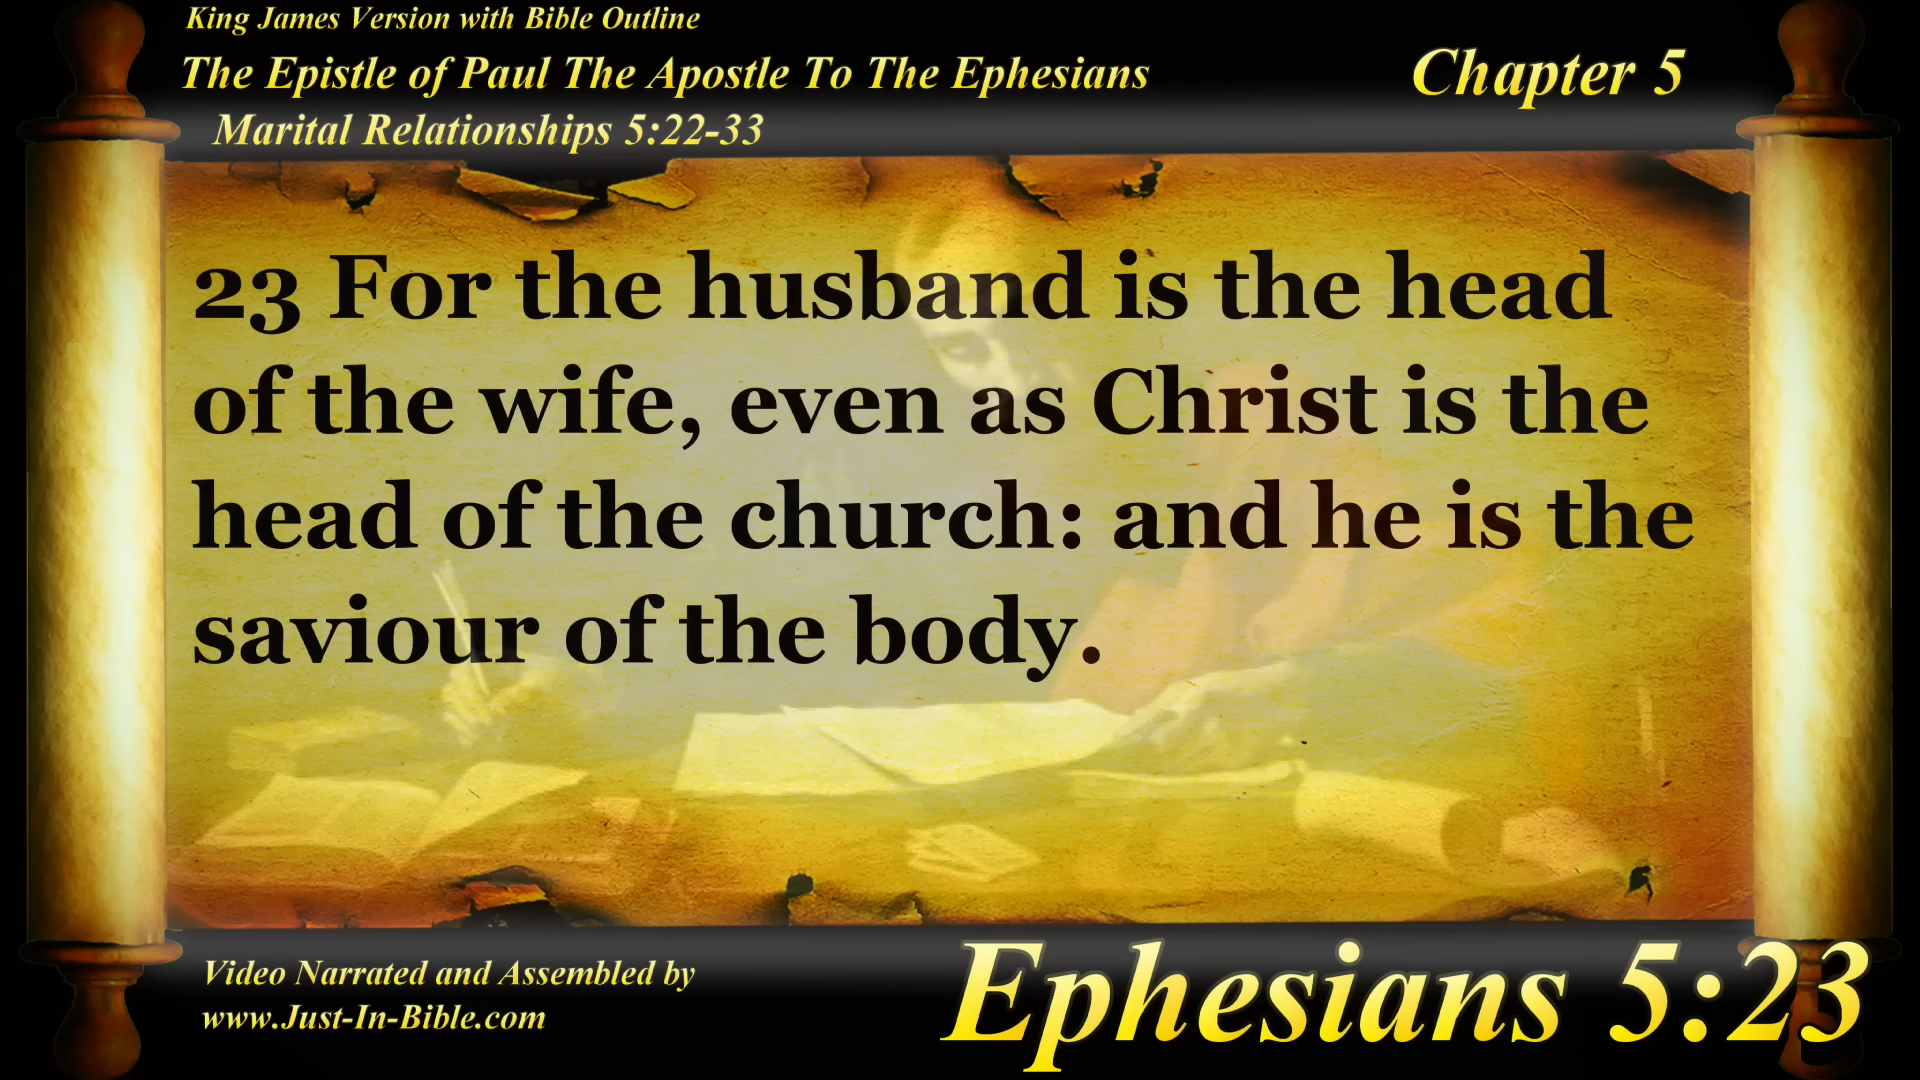 King James Version with Bible Outline
The Epistle of Paul The Apostle To The Ephesians
Chapter 5
Marital Relationships 5:22-33
23 For the husband is the head
of the wife, even as Christ is the
head of the church: and he is the
saviour of the body.
Video Narrated and Assembled by
www.Just-In-Bible.com
Ephesians 5:23